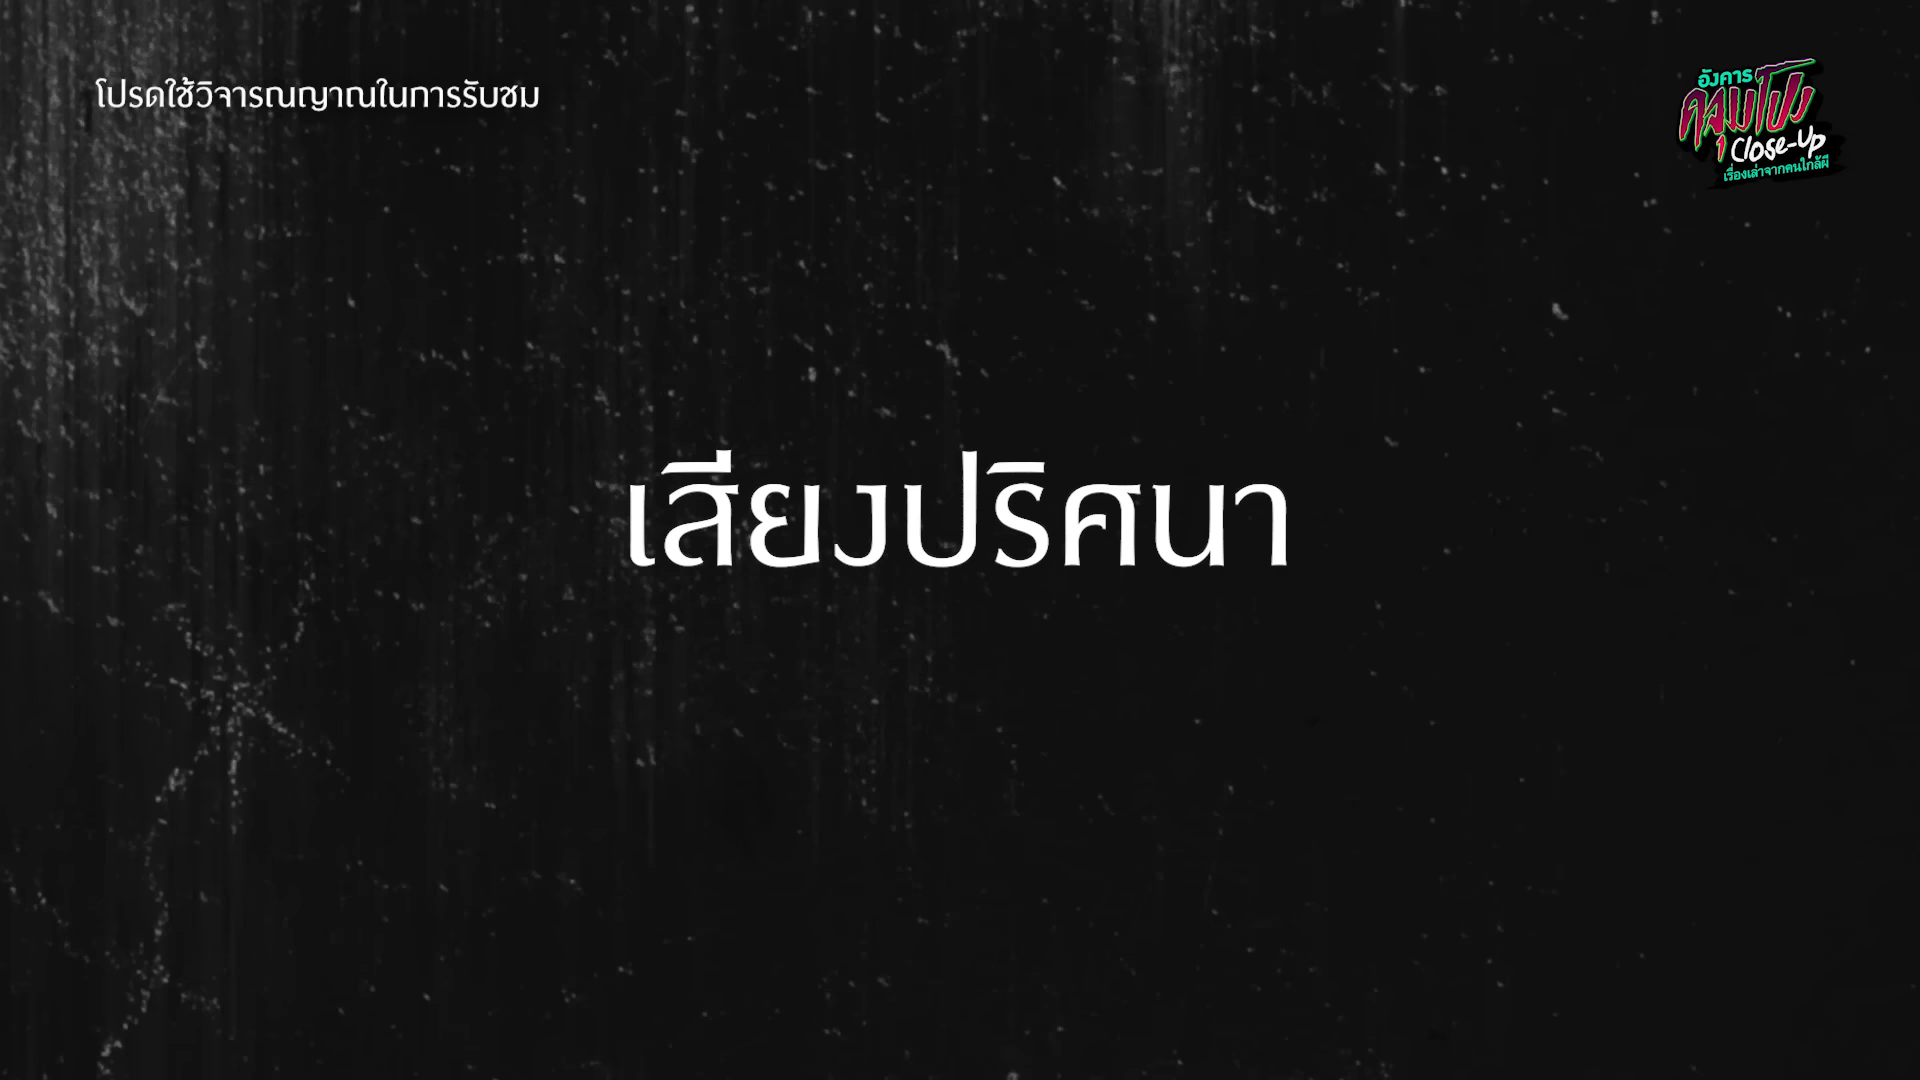 โปรดใช้วิจารณญาณในการรับชม
อังคาร
คลุมโปง
Close-Up
เรื่องเล่าจากคนใกล้ผี
เสียงปริศนา